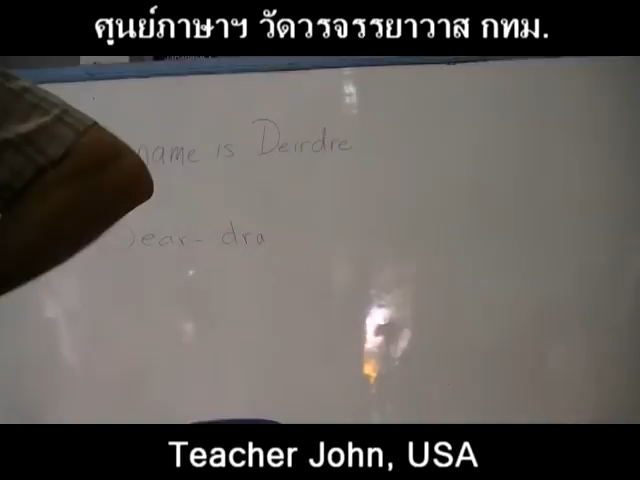 ศูนย์ภาษาฯ วัดวรจรรยาวาส กทม.
name is Deirdre
ear- dra
Teacher John, USA